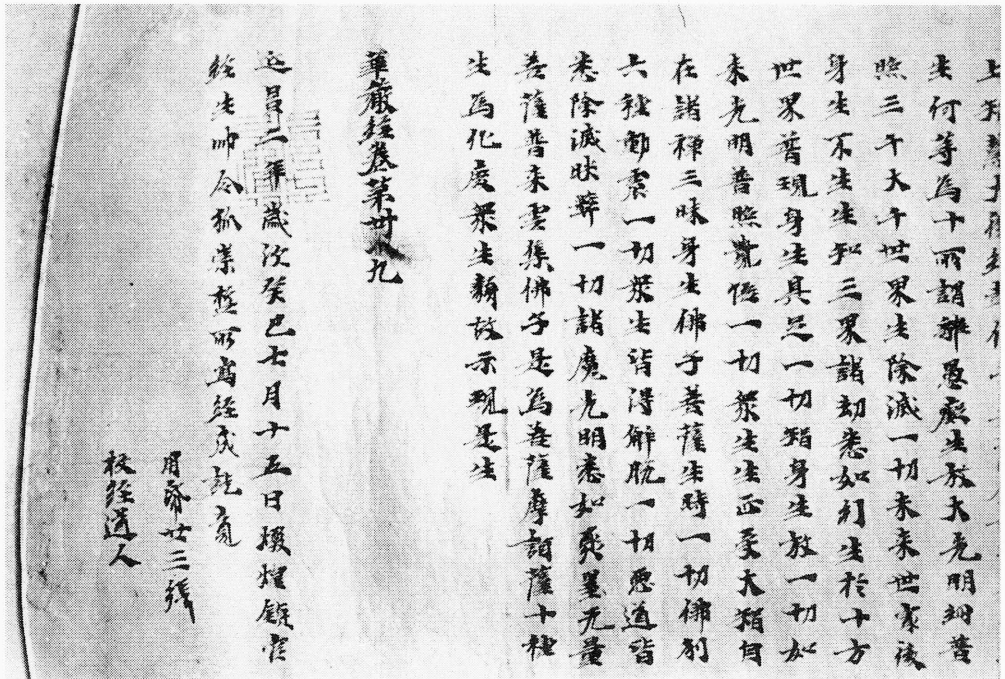 生何等為十所謂離愚癡生放大光明網普
照三千大千世界生除滅一切未來世家後
身生不生生知三界諸劫悉如幻生於十方
世界普現身生具足一切智身生放一切如
來光明普照覺悟一切眾生生正受大智自
在諸禪三昧身生佛子菩薩生時一切佛剎
六種動震一切眾生皆得解脫一切惡道皆
悉除滅映蔽一切諸魔光明悉如聚墨无量
菩薩普來雲集佛子是為菩薩摩訶薩十種
生為化度眾生類故示現是生
華嚴經卷第卅九
延昌二年歲次癸巳七月十五日燉煌鎮官
經生帥令狐崇哲所寫經成訖竟
用帋廿三張
校經道人